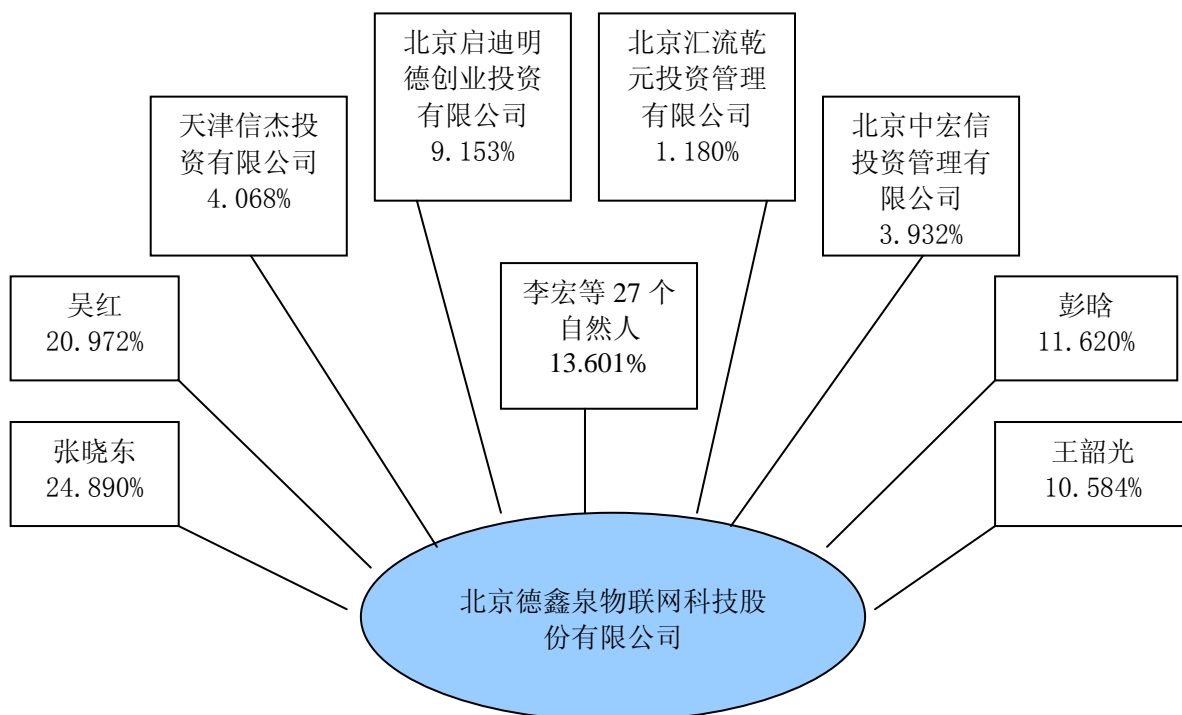 北京启迪明
德创业投资
有限公司
9.153%
北京汇流乾
元投资管理
有限公司
1.180%
天津信杰投
资有限公司
4.068%
北京中宏信
投资管理有
限公司
3.932%
吴红
20.972%
李宏等 27 个
自然人
13.601%
彭晗
11.620%
张晓东
24.890%
王韶光
10.584%
北京德鑫泉物联网科技股
份有限公司